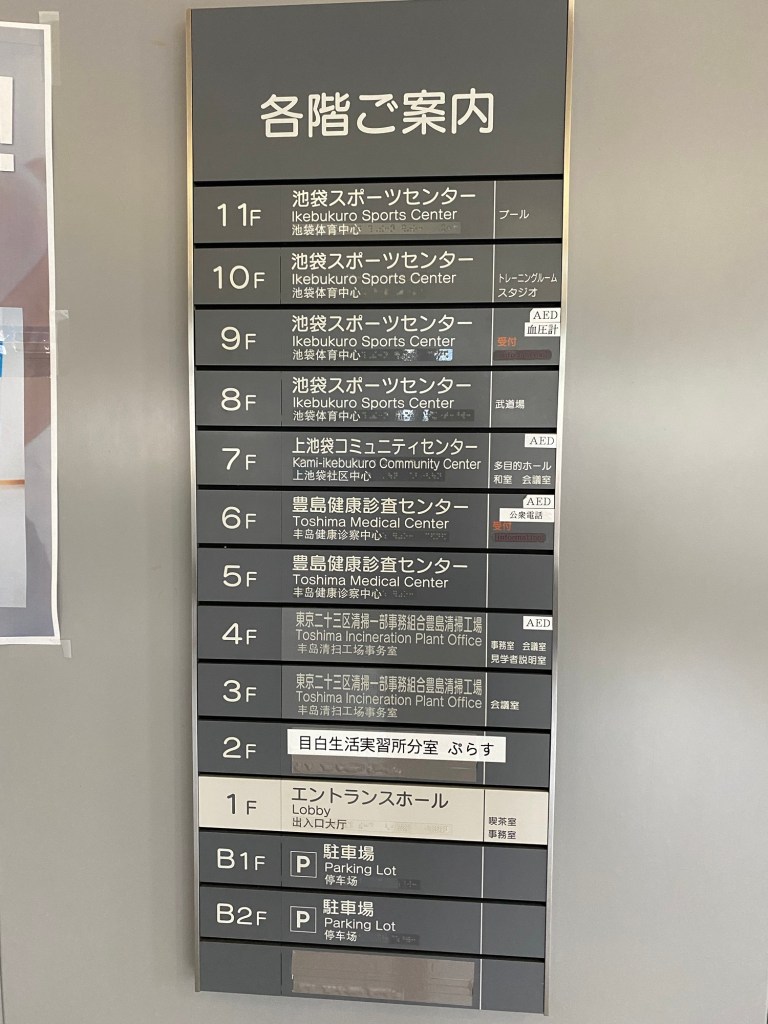 各階ご案内
11F
池袋スポーツセンター
Ikebukuro Sports Center
池袋体育中心
プール
10F
池袋スポーツセンター
Ikebukuro Sports Center
池袋体育中心
トレーニングルーム
スタジオ
9F
池袋スポーツセンター
Ikebukuro Sports Center
池袋体育中心
AED
血圧計
受付
8F
池袋スポーツセンター
Ikebukuro Sports Center
池袋体育中心
武道場
7F
上池袋コミュニティセンター
Kami-ikebukuro Community Center
上池袋社区中心
AED
多目的ホール
和室 会議室
6F
豊島健康診査センター
Toshima Medical Center
丰岛健康诊察中心
AED
公衆電話
受付
5F
豊島健康診査センター
Toshima Medical Center
丰岛健康诊察中心
4F
東京二十三区清掃一部事務組合豊島清掃工場
Toshima Incineration Plant Office
丰岛清扫工场事务室
AED
事務室 会議室
見学者説明室
3F
東京二十三区清掃一部事務組合豊島清掃工場
Toshima Incineration Plant Office
丰岛清扫工场事务室
会議室
2F
目白生活実習所分室 ぷらす
1F
エントランスホール
Lobby
出入口大厅
喫茶室
事務室
B1F
P
駐車場
Parking Lot
停车场
B2F
P
駐車場
Parking Lot
停车场